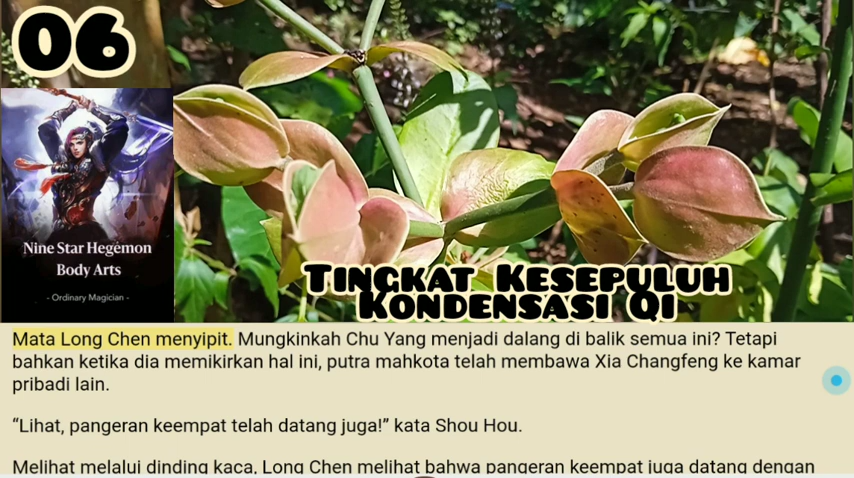 06
Nine Star Hegemon
Body Arts
- Ordinary Magician -
Tingkat Kesepuluh
Kondensasi Qi
Mata Long Chen menyipit. Mungkinkah Chu Yang menjadi dalang di balik semua ini? Tetapi
bahkan ketika dia memikirkan hal ini, putra mahkota telah membawa Xia Changfeng ke kamar
pribadi lain.
“Lihat, pangeran keempat telah datang juga!” kata Shou Hou.
Melihat melalui dinding kaca, Long Chen melihat bahwa pangeran keempat juga datang dengan